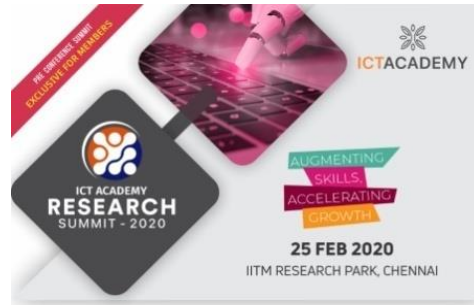 PRE CONFERENCE SUMMIT
EXCLUSIVE FOR MEMBERS
ICTACADEMY
ICT ACADEMY
RESEARCH
SUMMIT - 2020
AUGMENTING
SKILLS,
ACCELERATING
GROWTH
25 FEB 2020
IITM RESEARCH PARK, CHENNAI